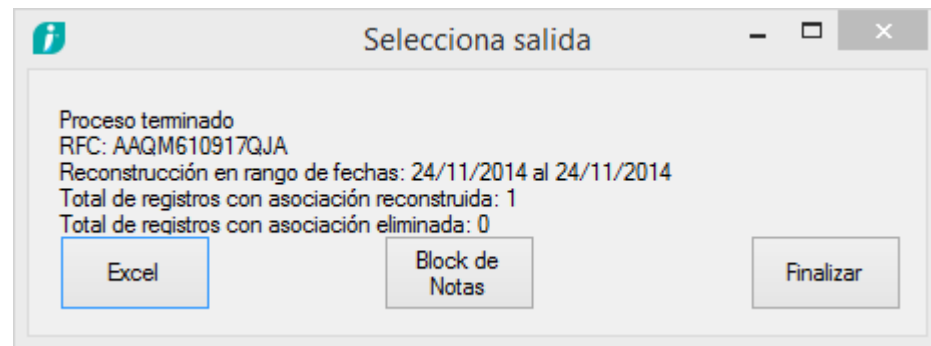 Selecciona salida
Proceso terminado
RFC: AAQM610917QJA
Reconstrucción en rango de fechas: 24/11/2014 al 24/11/2014
Total de registros con asociación reconstruida: 1
Total de registros con asociación eliminada: 0
Excel
Block de
Notas
Finalizar